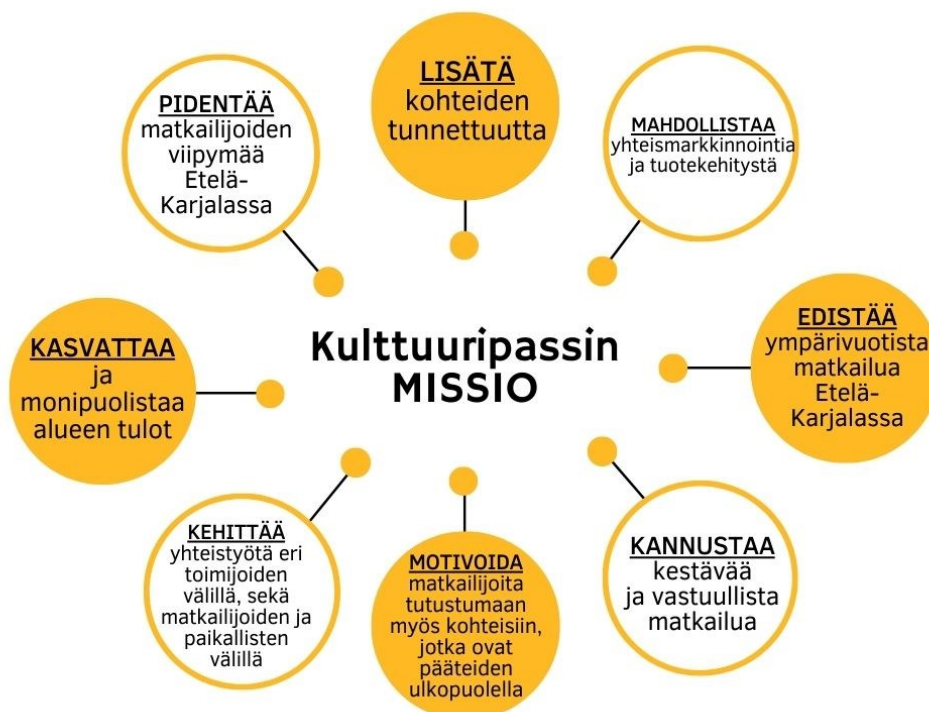 LISÄTÄ
kohteiden
tunnettuutta
PIDENTÄÄ
matkailijoiden
viipymää
Etelä-
Karjalassa
MAHDOLLISTAA
yhteismarkkinnointia
ja tuotekehitystä
KASVATTAA
ja
monipuolistaa
alueen tulot
Kulttuuripassin
MISSIO
EDISTÄÄ
ympärivuotista
matkailua
Etelä-
Karjalassa
KEHITTÄÄ
yhteistyötä eri
toimijoiden
välillä, sekä
matkailijoiden ja
paikallisten
välillä
MOTIVOIDA
matkailijoita
tutustumaan
myös kohteisiin,
jotka ovat
pääteiden
ulkopuolella
KANNUSTAA
kestävää
ja vastuullista
matkailua